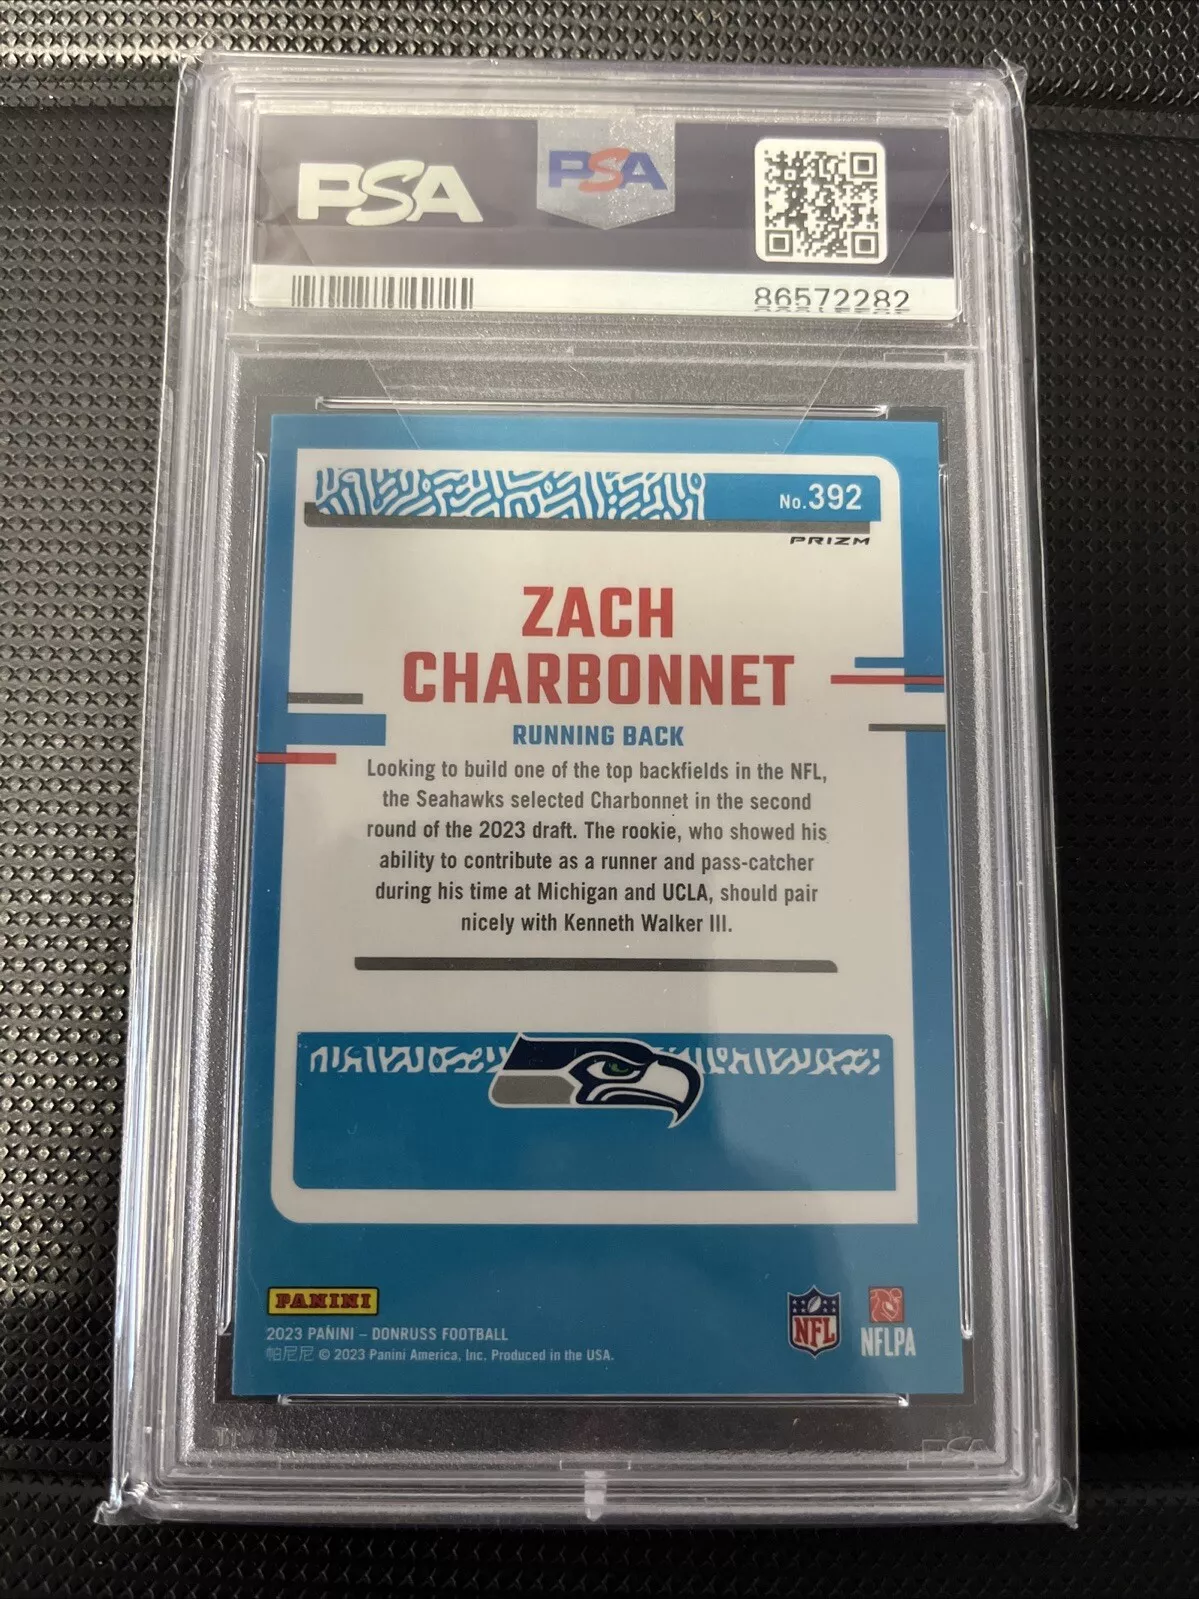 PSA
PSA
86572282
No.392
PRIZM
ZACH
CHARBONNET
RUNNING BACK
Looking to build one of the top backfields in the NFL,
the Seahawks selected Charbonnet in the second
round of the 2023 draft. The rookie, who showed his
ability to contribute as a runner and pass-catcher
during his time at Michigan and UCLA, should pair
nicely with Kenneth Walker III.
PANINI
2023 PANINI – DONRUSS FOOTBALL
帕尼尼 © 2023 Panini America, Inc. Produced in the USA.
NFL
NFLPA
PSA